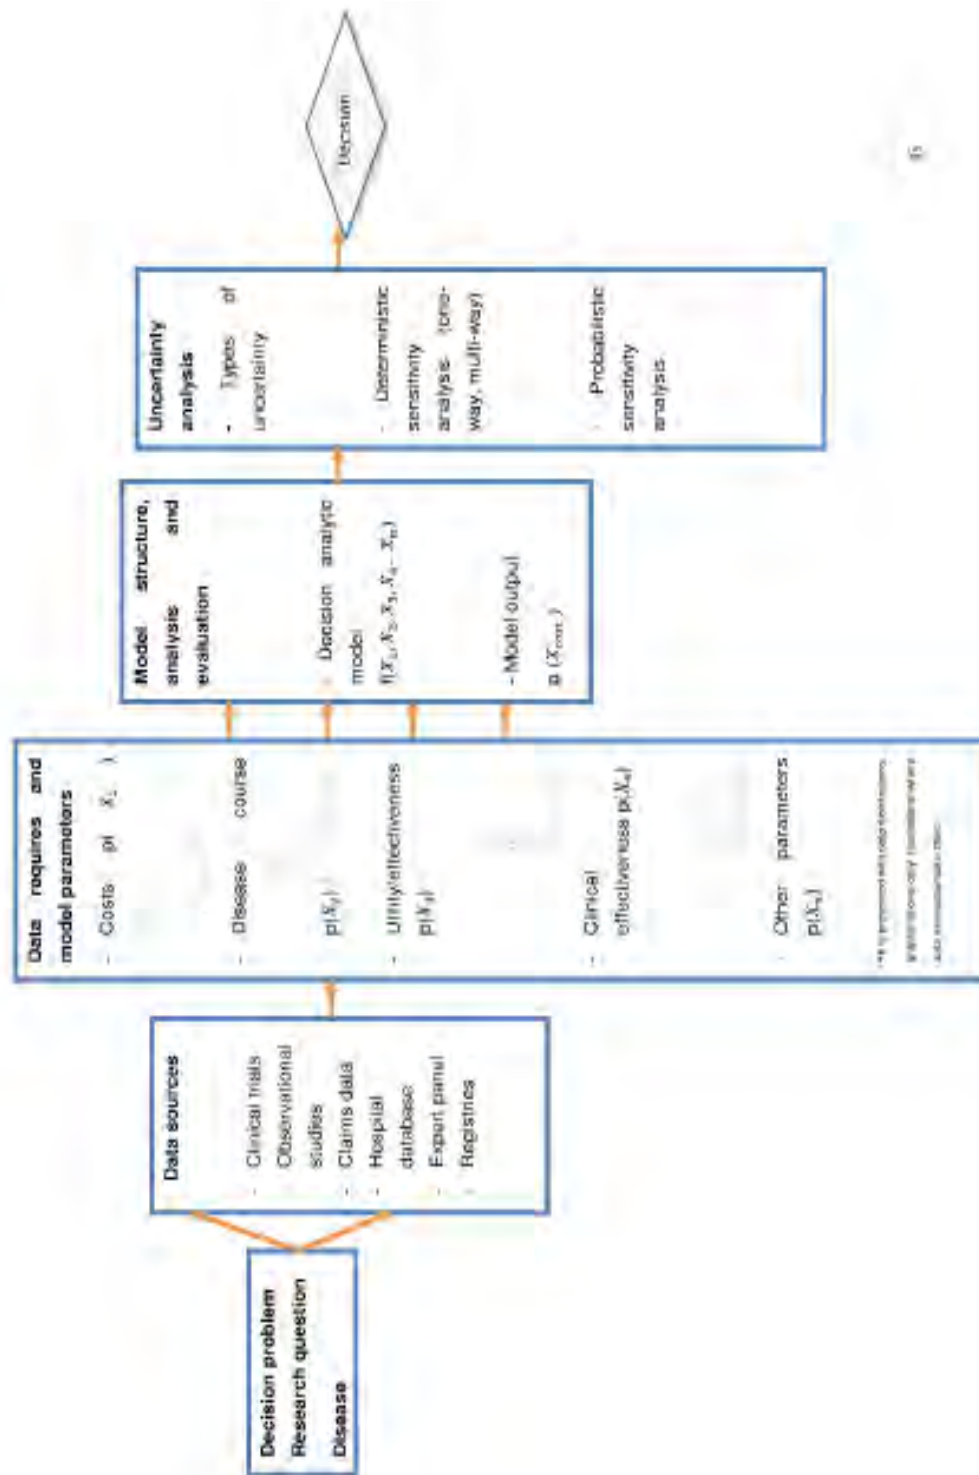 Decision problem
Research question
Disease
Data sources
- Clinical trials
- Observational
studies
- Claims data
- Hospital
database
- Expert panel
- Registries
Data requires and
model parameters
- Costs p( X₁ )
- Disease course
p(X₂)
- Utility/effectiveness
p(X₃)
- Clinical
effectiveness p(X₄)
- Other parameters
p(Xₙ)
Model structure,
analysis and
evaluation
- Decision analytic
model
f(X₁, X₂, X₃, X₄.. Xₙ)
- Model output
Uncertainty
analysis
- Types of
uncertainty
- Deterministic
sensitivity
analysis (one-
way, multi-way)
- Probabilistic
sensitivity
analysis
Decision